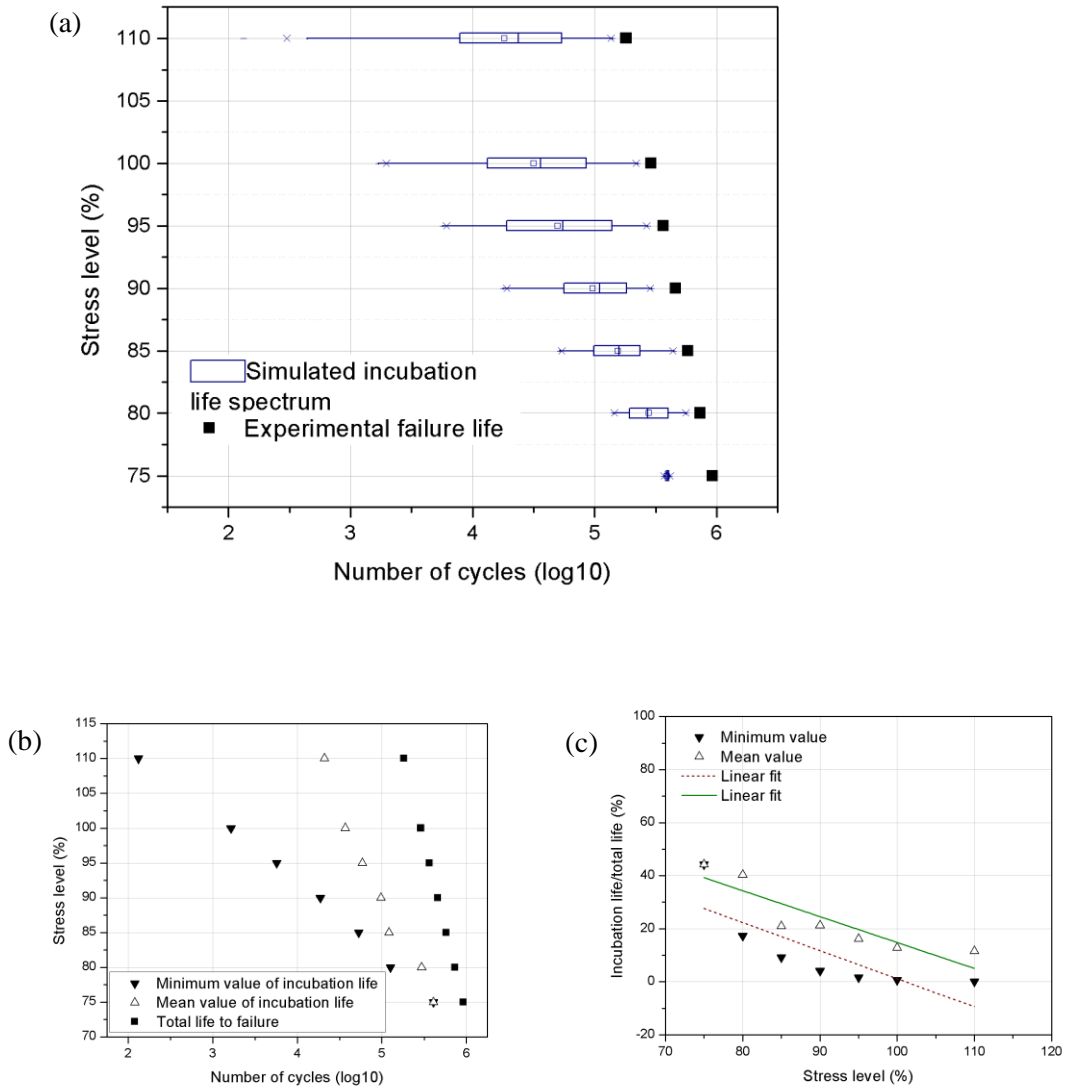 (a)
110
105
100
95
90
85
80
75
Stress level (%)
Simulated incubation
life spectrum
Experimental failure life
2 3 4 5 6
Number of cycles (log10)
(b)
115
110
105
100
95
90
85
80
75
70
Stress level (%)
Minimum value of incubation life
Mean value of incubation life
Total life to failure
2 3 4 5 6
Number of cycles (log10)
(c)
100
80
60
40
20
0
-20
Incubation life/total life (%)
Minimum value
Mean value
Linear fit
Linear fit
70 80 90 100 110 120
Stress level (%)